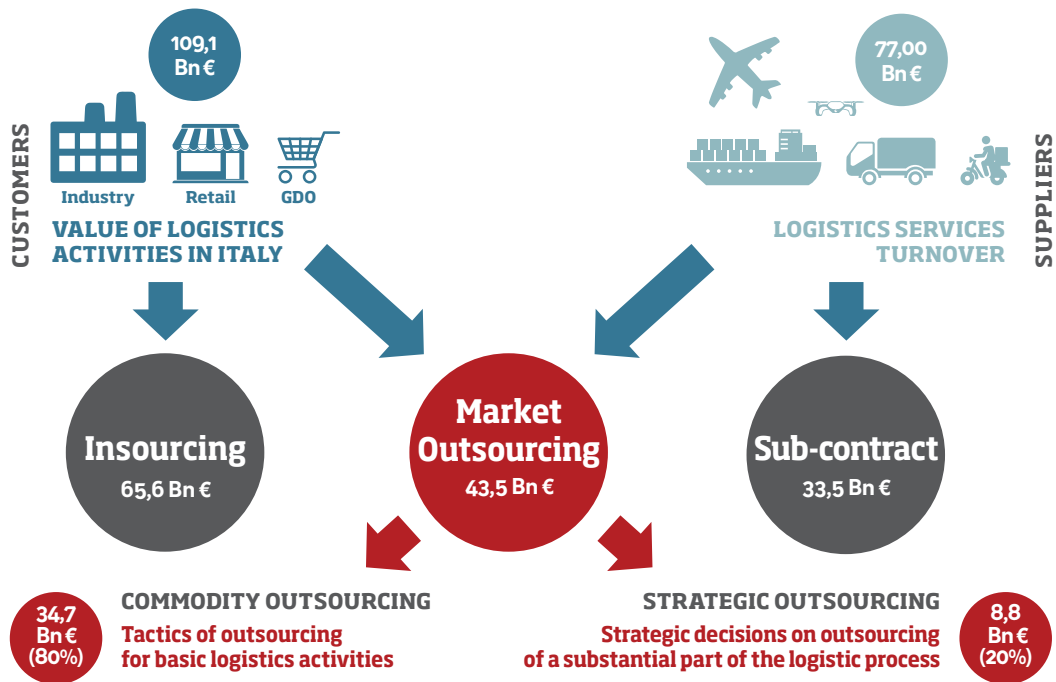 109,1
Bn €
77,00
Bn €
CUSTOMERS
SUPPLIERS
Industry
Retail
GDO
VALUE OF LOGISTICS
ACTIVITIES IN ITALY
LOGISTICS SERVICES
TURNOVER
Insourcing
65,6 Bn €
Market
Outsourcing
43,5 Bn €
Sub-contract
33,5 Bn €
34,7
Bn €
(80%)
COMMODITY OUTSOURCING
Tactics of outsourcing
for basic logistics activities
STRATEGIC OUTSOURCING
Strategic decisions on outsourcing
of a substantial part of the logistic process
8,8
Bn €
(20%)